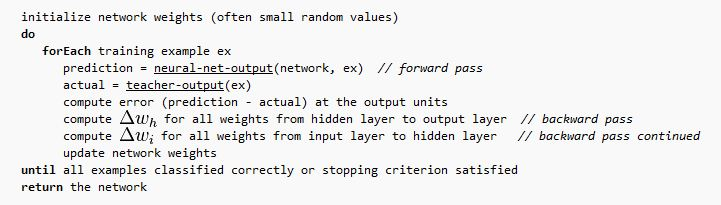 initialize network weights (often small random values)
do
forEach training example ex
prediction = neural-net-output(network, ex)  // forward pass
actual = teacher-output(ex)
compute error (prediction - actual) at the output units
compute Δwₕ for all weights from hidden layer to output layer  // backward pass
compute Δwᵢ for all weights from input layer to hidden layer  // backward pass continued
update network weights
until all examples classified correctly or stopping criterion satisfied
return the network